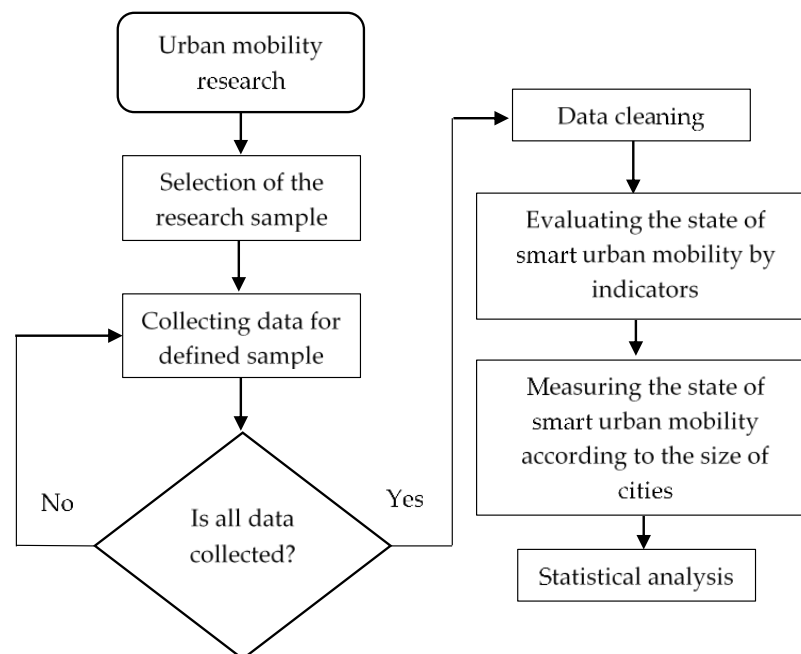 Urban mobility
research
Selection of the
research sample
Collecting data for
defined sample
No
Is all data
collected?
Yes
Data cleaning
Evaluating the state of
smart urban mobility by
indicators
Measuring the state of
smart urban mobility
according to the size of
cities
Statistical analysis